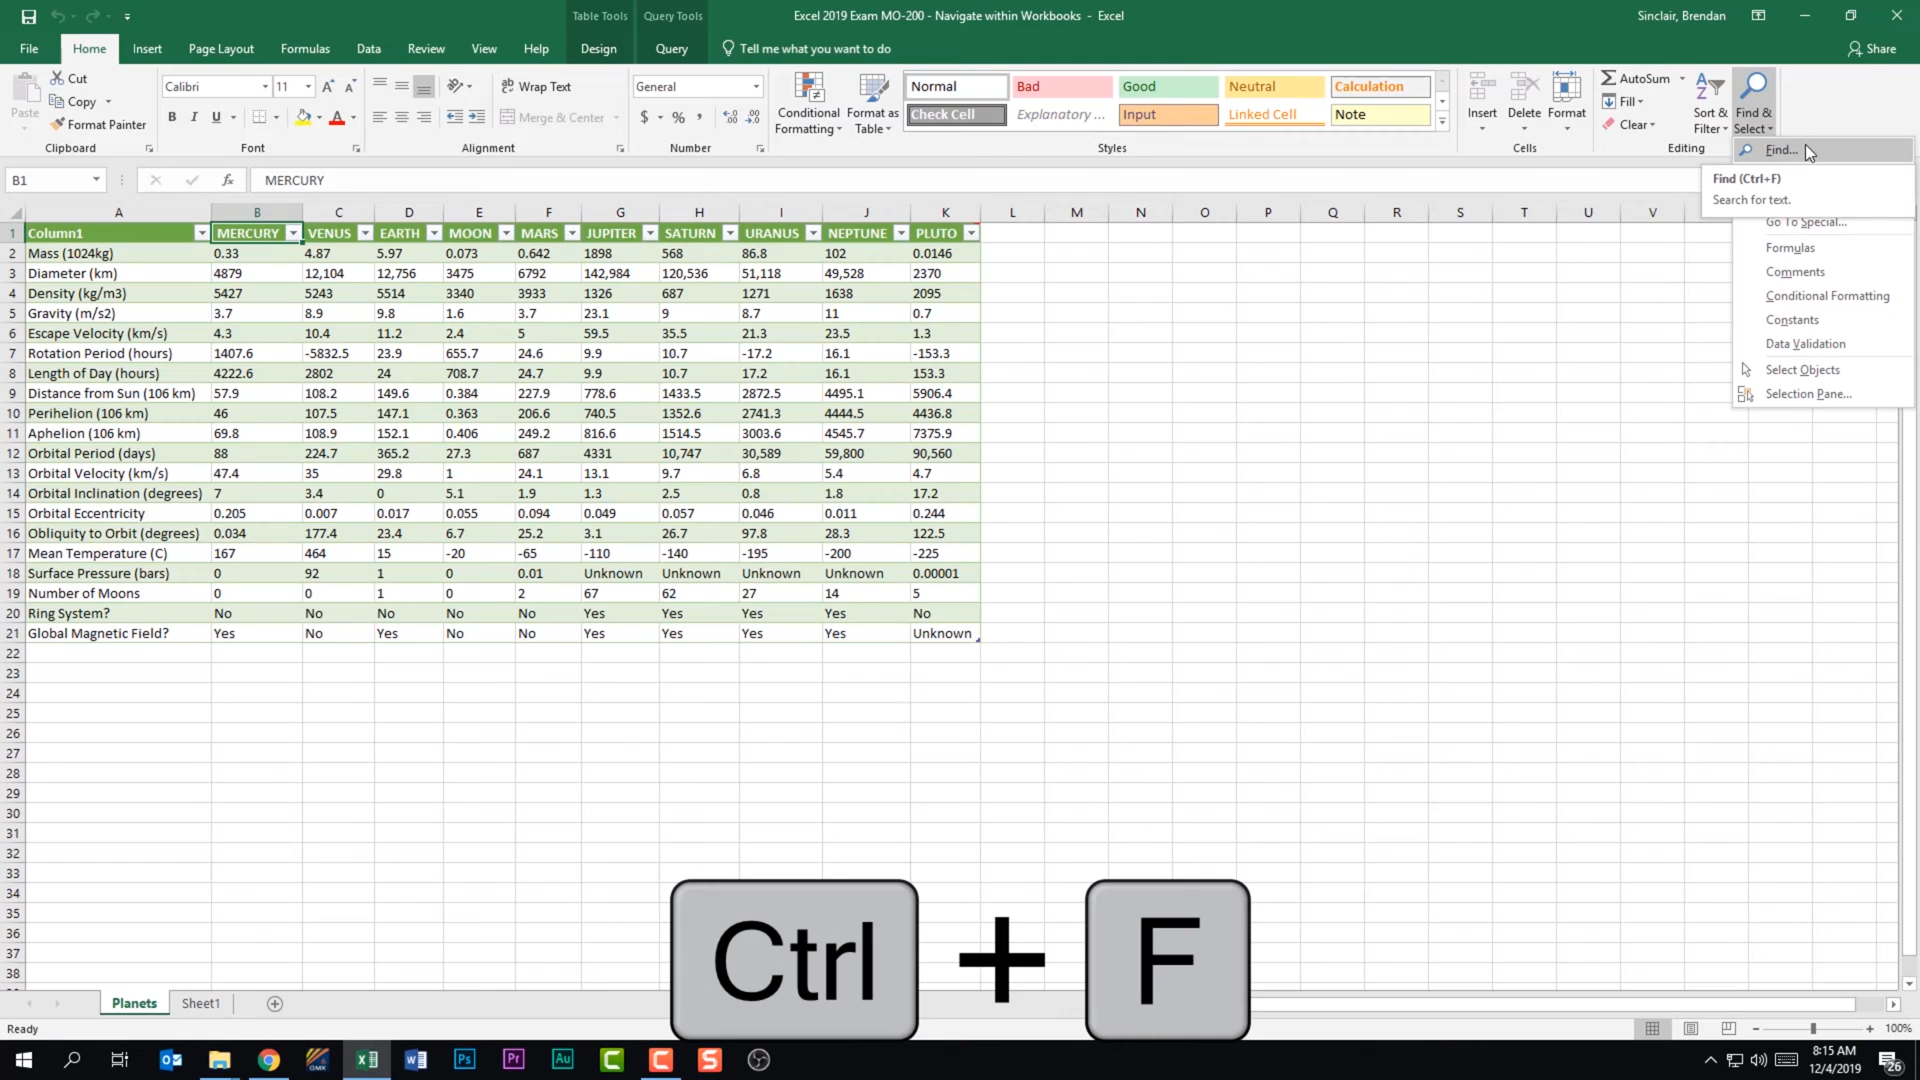 Table Tools Query Tools Excel 2019 Exam MO-200 - Navigate within Workbooks - Excel Sinclair, Brendan
File Home Insert Page Layout Formulas Data Review View Help Design Query Tell me what you want to do Share
Paste Cut Copy Format Painter Clipboard
Calibri 11 A A B I U A Font
ab Wrap Text Merge & Center Alignment
General $ % , .00 .0 Number
Conditional Formatting Format as Table
Normal Bad Good Neutral Calculation
Check Cell Explanatory ... Input Linked Cell Note
Styles
Insert Delete Format Cells
AutoSum Fill Clear Sort & Filter Find & Select Editing
Find...
Find (Ctrl+F)
Search for text.
Go To Special...
Formulas
Comments
Conditional Formatting
Constants
Data Validation
Select Objects
Selection Pane...
B1 fx MERCURY
A B C D E F G H I J K L M N O P Q R S T U V
1 Column1 MERCURY VENUS EARTH MOON MARS JUPITER SATURN URANUS NEPTUNE PLUTO
2 Mass (1024kg) 0.33 4.87 5.97 0.073 0.642 1898 568 86.8 102 0.0146
3 Diameter (km) 4879 12,104 12,756 3475 6792 142,984 120,536 51,118 49,528 2370
4 Density (kg/m3) 5427 5243 5514 3340 3933 1326 687 1271 1638 2095
5 Gravity (m/s2) 3.7 8.9 9.8 1.6 3.7 23.1 9 8.7 11 0.7
6 Escape Velocity (km/s) 4.3 10.4 11.2 2.4 5 59.5 35.5 21.3 23.5 1.3
7 Rotation Period (hours) 1407.6 -5832.5 23.9 655.7 24.6 9.9 10.7 -17.2 16.1 -153.3
8 Length of Day (hours) 4222.6 2802 24 708.7 24.7 9.9 10.7 17.2 16.1 153.3
9 Distance from Sun (106 km) 57.9 108.2 149.6 0.384 227.9 778.6 1433.5 2872.5 4495.1 5906.4
10 Perihelion (106 km) 46 107.5 147.1 0.363 206.6 740.5 1352.6 2741.3 4444.5 4436.8
11 Aphelion (106 km) 69.8 108.9 152.1 0.406 249.2 816.6 1514.5 3003.6 4545.7 7375.9
12 Orbital Period (days) 88 224.7 365.2 27.3 687 4331 10,747 30,589 59,800 90,560
13 Orbital Velocity (km/s) 47.4 35 29.8 1 24.1 13.1 9.7 6.8 5.4 4.7
14 Orbital Inclination (degrees) 7 3.4 0 5.1 1.9 1.3 2.5 0.8 1.8 17.2
15 Orbital Eccentricity 0.205 0.007 0.017 0.055 0.094 0.049 0.057 0.046 0.011 0.244
16 Obliquity to Orbit (degrees) 0.034 177.4 23.4 6.7 25.2 3.1 26.7 97.8 28.3 122.5
17 Mean Temperature (C) 167 464 15 -20 -65 -110 -140 -195 -200 -225
18 Surface Pressure (bars) 0 92 1 0 0.01 Unknown Unknown Unknown Unknown 0.00001
19 Number of Moons 0 0 1 0 2 67 62 27 14 5
20 Ring System? No No No No No Yes Yes Yes Yes No
21 Global Magnetic Field? Yes No Yes No No Yes Yes Yes Yes Unknown
22
23
24
25
26
27
28
29
30
31
32
33
34
35
36
37
38
Ctrl + F
Planets Sheet1
Ready 100%
GMX Ps Pr Au
8:15 AM
12/4/2019
26